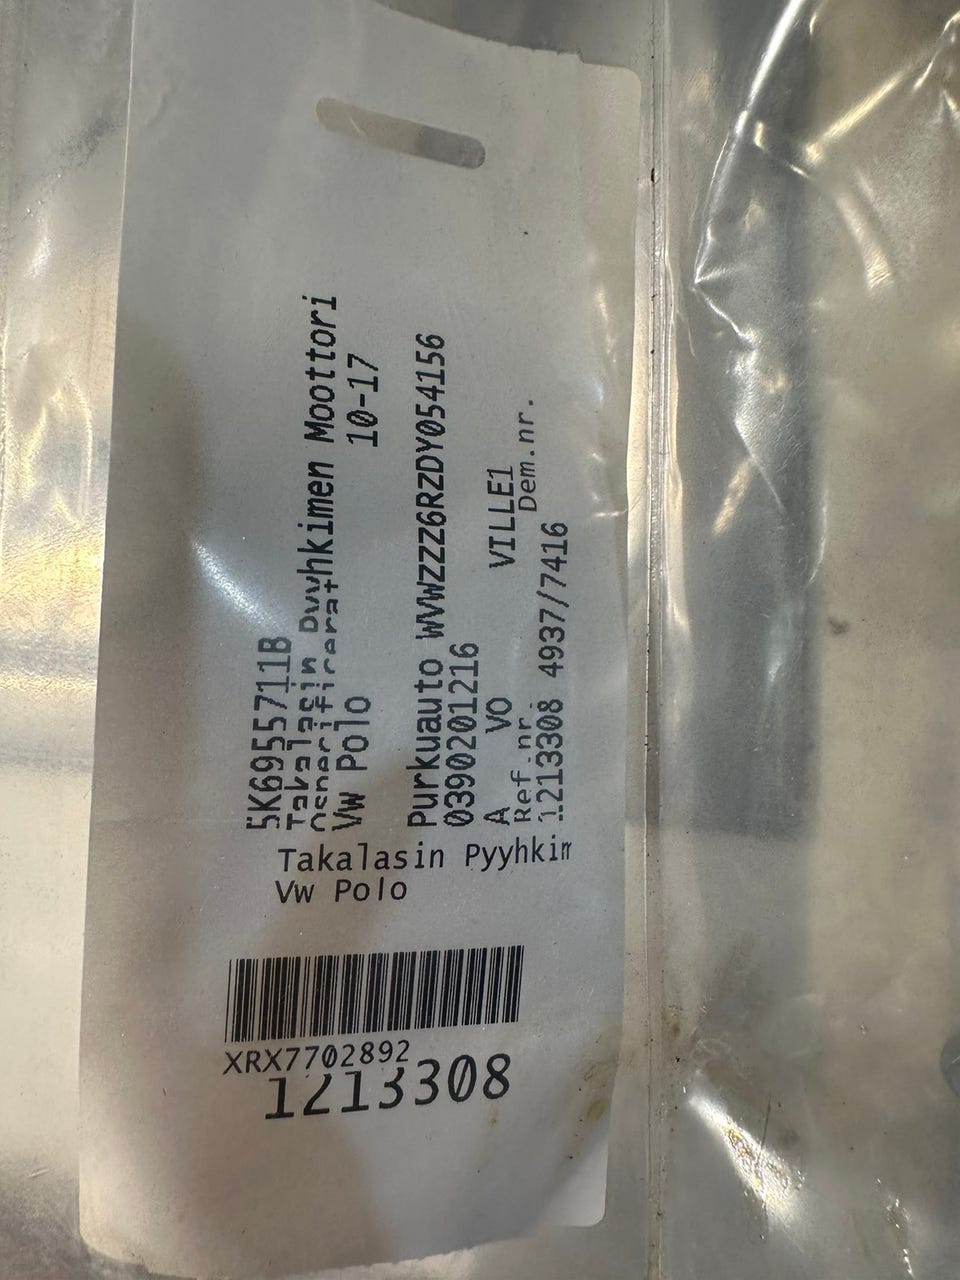 5K6955711B
Takalasin Pyyhkimen Moottori
Ospecificerat
Vw Polo 10-17
Purkuauto WVWZZZ6RZDY054156
0390201216
A VO VILLE1
Ref.nr. Dem.nr.
1213308 4937/7416
Takalasin Pyyhkim
Vw Polo
XRX7702892
1213308